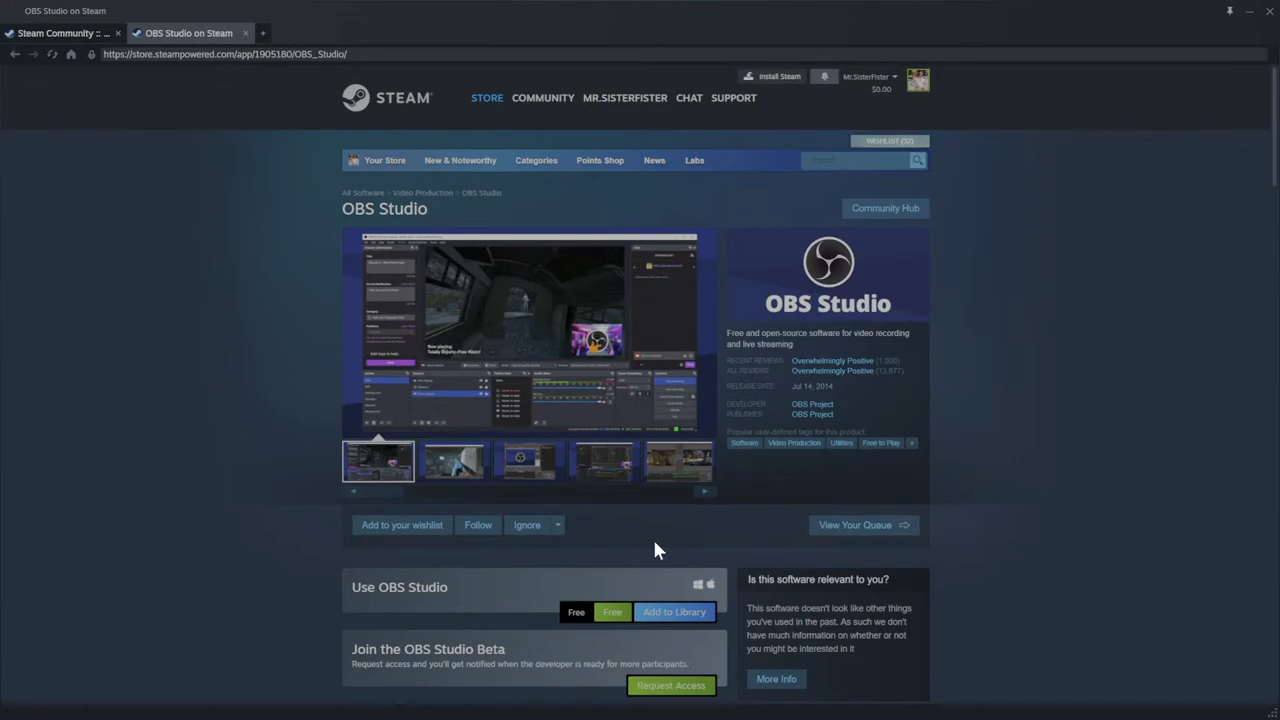 OBS Studio on Steam
Steam Community :: ...
OBS Studio on Steam
https://store.steampowered.com/app/1905180/OBS_Studio/
Install Steam
Mr.SisterFister
$0.00
STEAM
STORE COMMUNITY MR.SISTERFISTER CHAT SUPPORT
WISHLIST (32)
Your Store New & Noteworthy Categories Points Shop News Labs
search
All Software > Video Production > OBS Studio
OBS Studio
Community Hub
OBS Studio
Free and open-source software for video recording
and live streaming
RECENT REVIEWS Overwhelmingly Positive (1,000)
ALL REVIEWS: Overwhelmingly Positive (13,877)
RELEASE DATE Jul 14, 2014
DEVELOPER: OBS Project
PUBLISHER: OBS Project
Popular user-defined tags for this product:
Software Video Production Utilities Free to Play +
Add to your wishlist Follow Ignore
View Your Queue
Use OBS Studio
Free Free Add to Library
Join the OBS Studio Beta
Request access and you'll get notified when the developer is ready for more participants.
Request Access
Is this software relevant to you?
This software doesn't look like other things
you've used in the past. As such we don't
have much information on whether or not
you might be interested in it
More Info